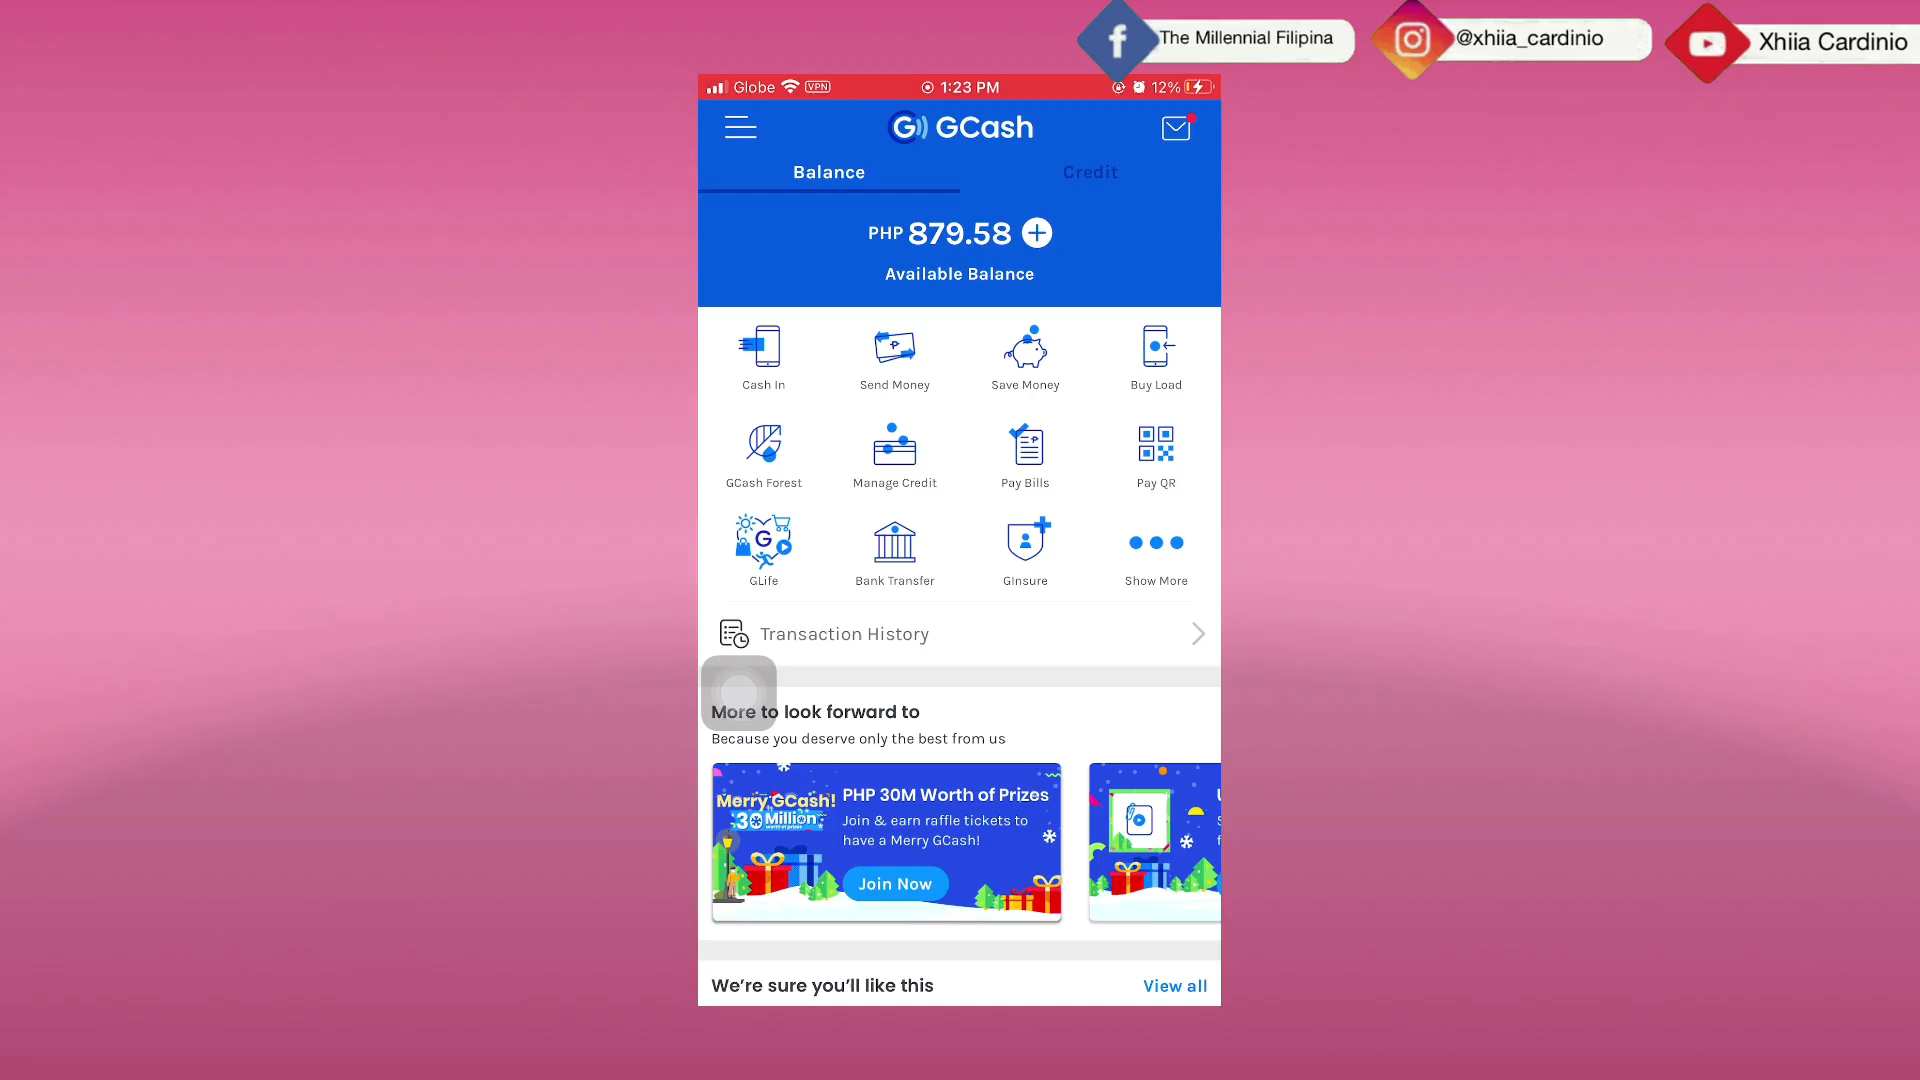 The Millennial Filipina
@xhiia_cardinio
Xhiia Cardinio
Globe VPN 1:23 PM 12%
GCash
Balance Credit
PHP 879.58
Available Balance
Cash In Send Money Save Money Buy Load
GCash Forest Manage Credit Pay Bills Pay QR
GLife Bank Transfer GInsure Show More
Transaction History
More to look forward to
Because you deserve only the best from us
Merry GCash!
30 Million
worth of prizes
PHP 30M Worth of Prizes
Join & earn raffle tickets to
have a Merry GCash!
Join Now
We're sure you'll like this View all